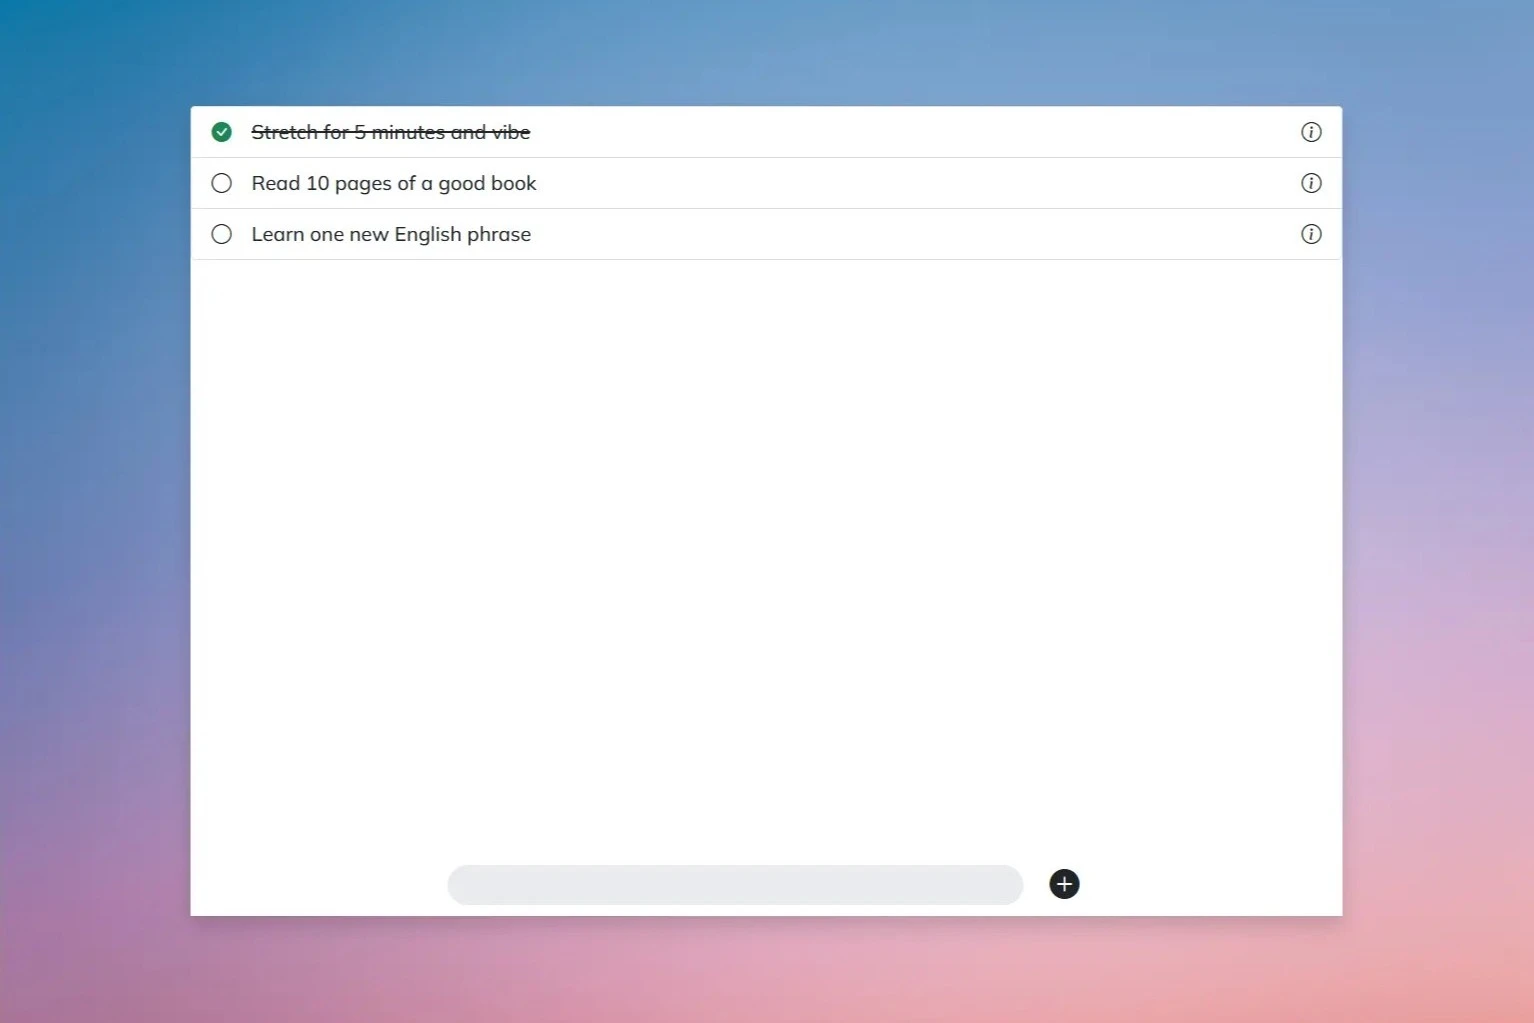 Stretch for 5 minutes and vibe
Read 10 pages of a good book
Learn one new English phrase